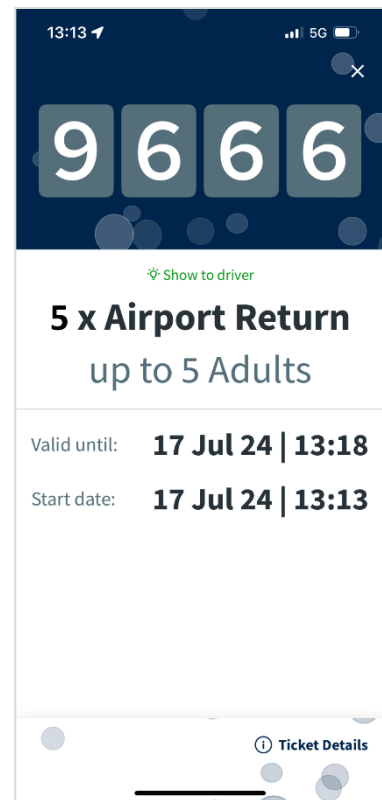 13:13 5G
9666
Show to driver
5 x Airport Return
up to 5 Adults
Valid until: 17 Jul 24 | 13:18
Start date: 17 Jul 24 | 13:13
Ticket Details